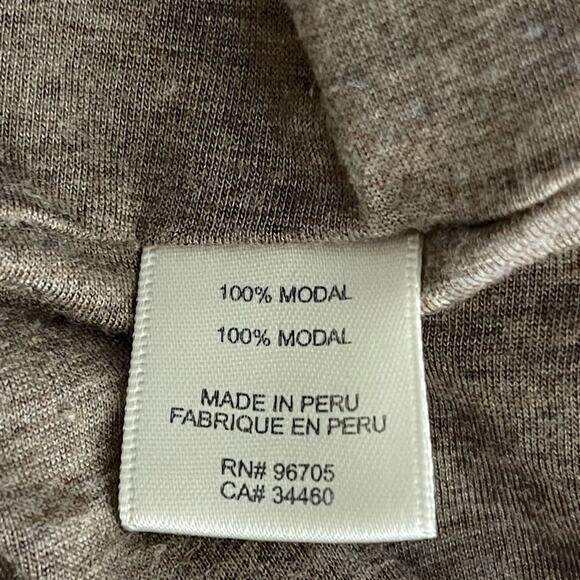 100% MODAL
100% MODAL
MADE IN PERU
FABRIQUE EN PERU
RN# 96705
CA# 34460